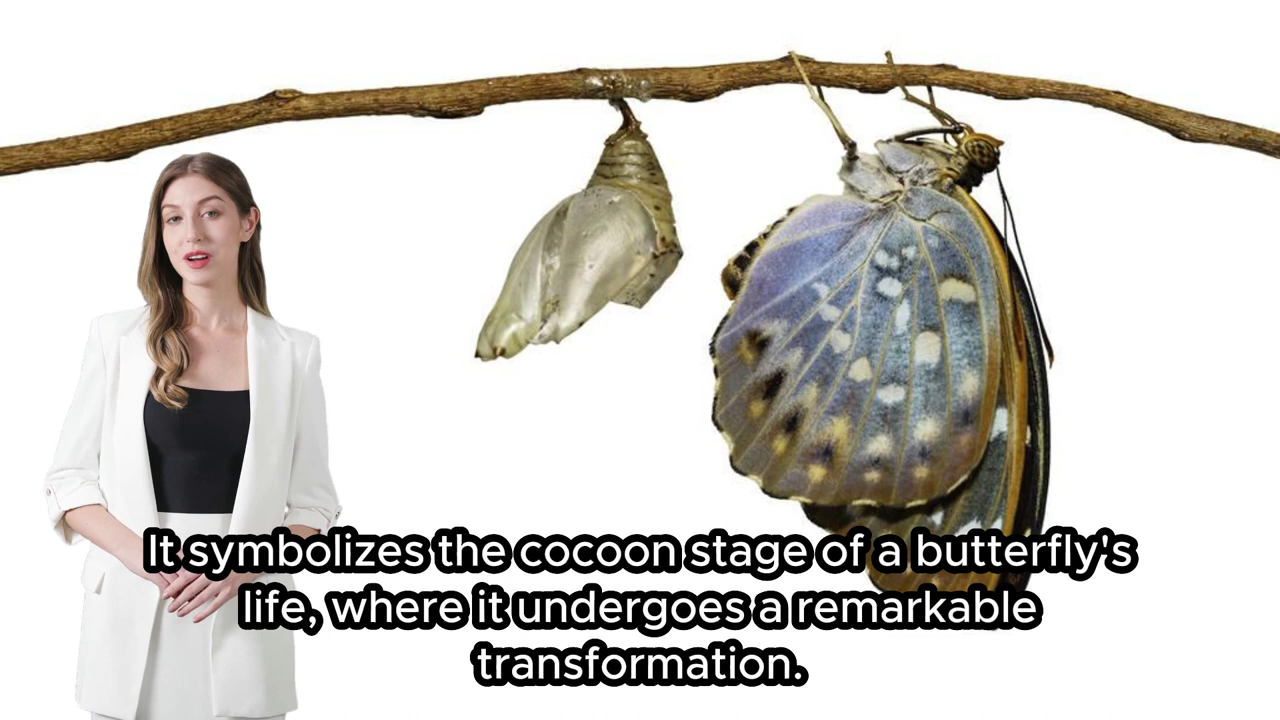 It symbolizes the cocoon stage of a butterfly's
life, where it undergoes a remarkable
transformation.